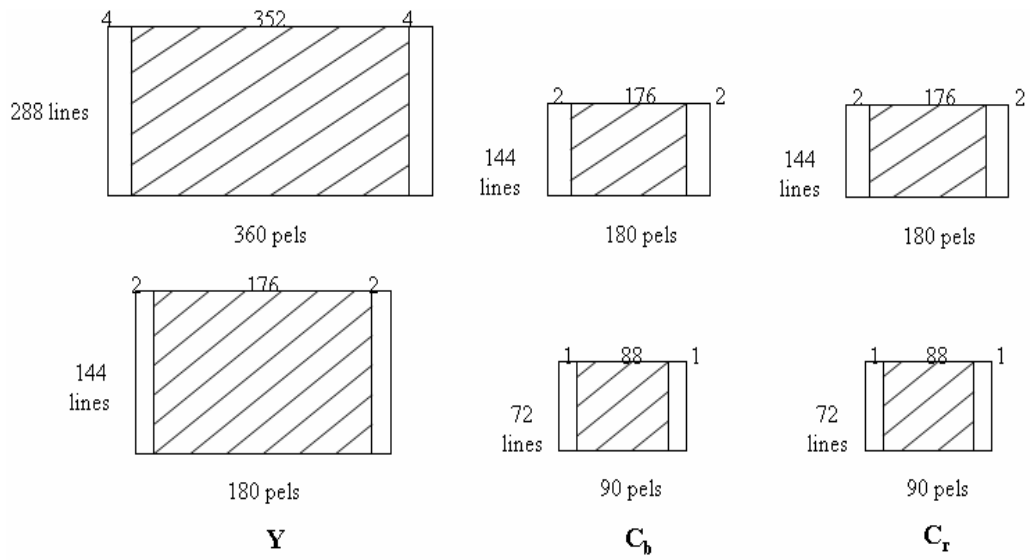 4 352 4
288 lines
360 pels
2 176 2
144
lines
180 pels
2 176 2
144
lines
180 pels
2 176 2
144
lines
180 pels
1 88 1
72
lines
90 pels
1 88 1
72
lines
90 pels
Y
C_b
C_r